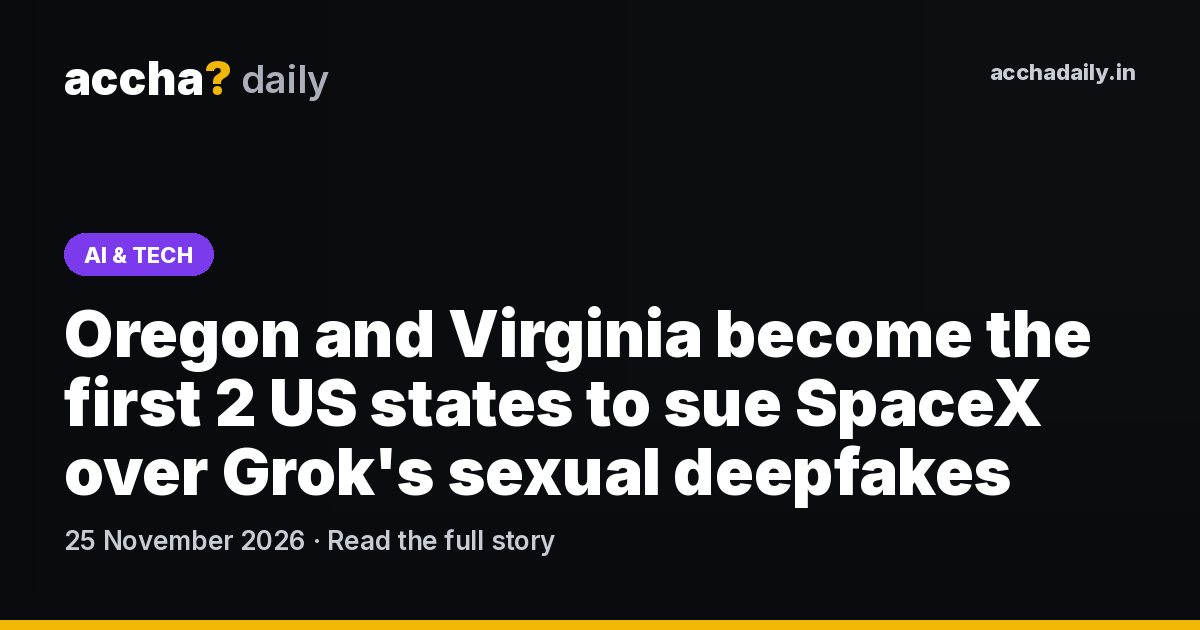 accha? daily
acchadaily.in
AI & TECH
Oregon and Virginia become the
first 2 US states to sue SpaceX
over Grok's sexual deepfakes
25 November 2026 · Read the full story